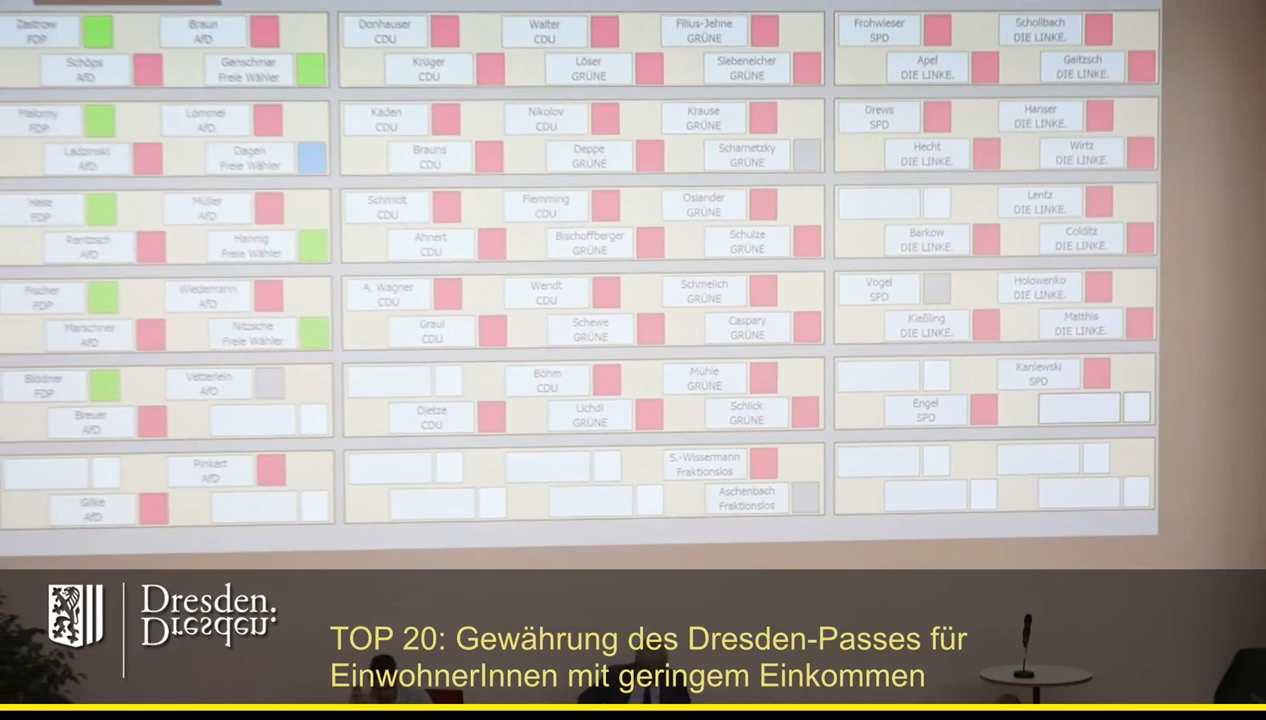 Zastrow
FDP
Braun
AfD
Schöps
AfD
Genschmar
Freie Wähler
Malorny
FDP
Lommel
AfD
Ladzinski
AfD
Dagen
Freie Wähler
Hase
FDP
Müller
AfD
Rentzsch
AfD
Hannig
Freie Wähler
Fischer
FDP
Wiedemann
AfD
Marschner
AfD
Nitzsche
Freie Wähler
Blödner
FDP
Vetterlein
AfD
Breuer
AfD
Pinkert
AfD
Gilke
AfD
Donhauser
CDU
Walter
CDU
Filius-Jehne
GRÜNE
Krüger
CDU
Löser
GRÜNE
Siebeneicher
GRÜNE
Kaden
CDU
Nikolov
CDU
Krause
GRÜNE
Brauns
CDU
Deppe
GRÜNE
Scharnetzky
GRÜNE
Schmidt
CDU
Flemming
CDU
Osiander
GRÜNE
Ahnert
CDU
Bischoffberger
GRÜNE
Schulze
GRÜNE
A. Wagner
CDU
Wendt
CDU
Schmelich
GRÜNE
Graul
CDU
Schewe
GRÜNE
Caspary
GRÜNE
Böhm
CDU
Mühle
GRÜNE
Dietze
CDU
Lichdi
GRÜNE
Schlick
GRÜNE
S.-Wissermann
Fraktionslos
Aschenbach
Fraktionslos
Frohwieser
SPD
Schollbach
DIE LINKE.
Apel
DIE LINKE.
Gaitzsch
DIE LINKE.
Drews
SPD
Hanser
DIE LINKE.
Hecht
DIE LINKE.
Wirtz
DIE LINKE.
Lentz
DIE LINKE.
Barkow
DIE LINKE.
Colditz
DIE LINKE.
Vogel
SPD
Holowenko
DIE LINKE.
Kießling
DIE LINKE.
Matthis
DIE LINKE.
Kaniewski
SPD
Engel
SPD
Dresden.
Dresden.
TOP 20: Gewährung des Dresden-Passes für
EinwohnerInnen mit geringem Einkommen